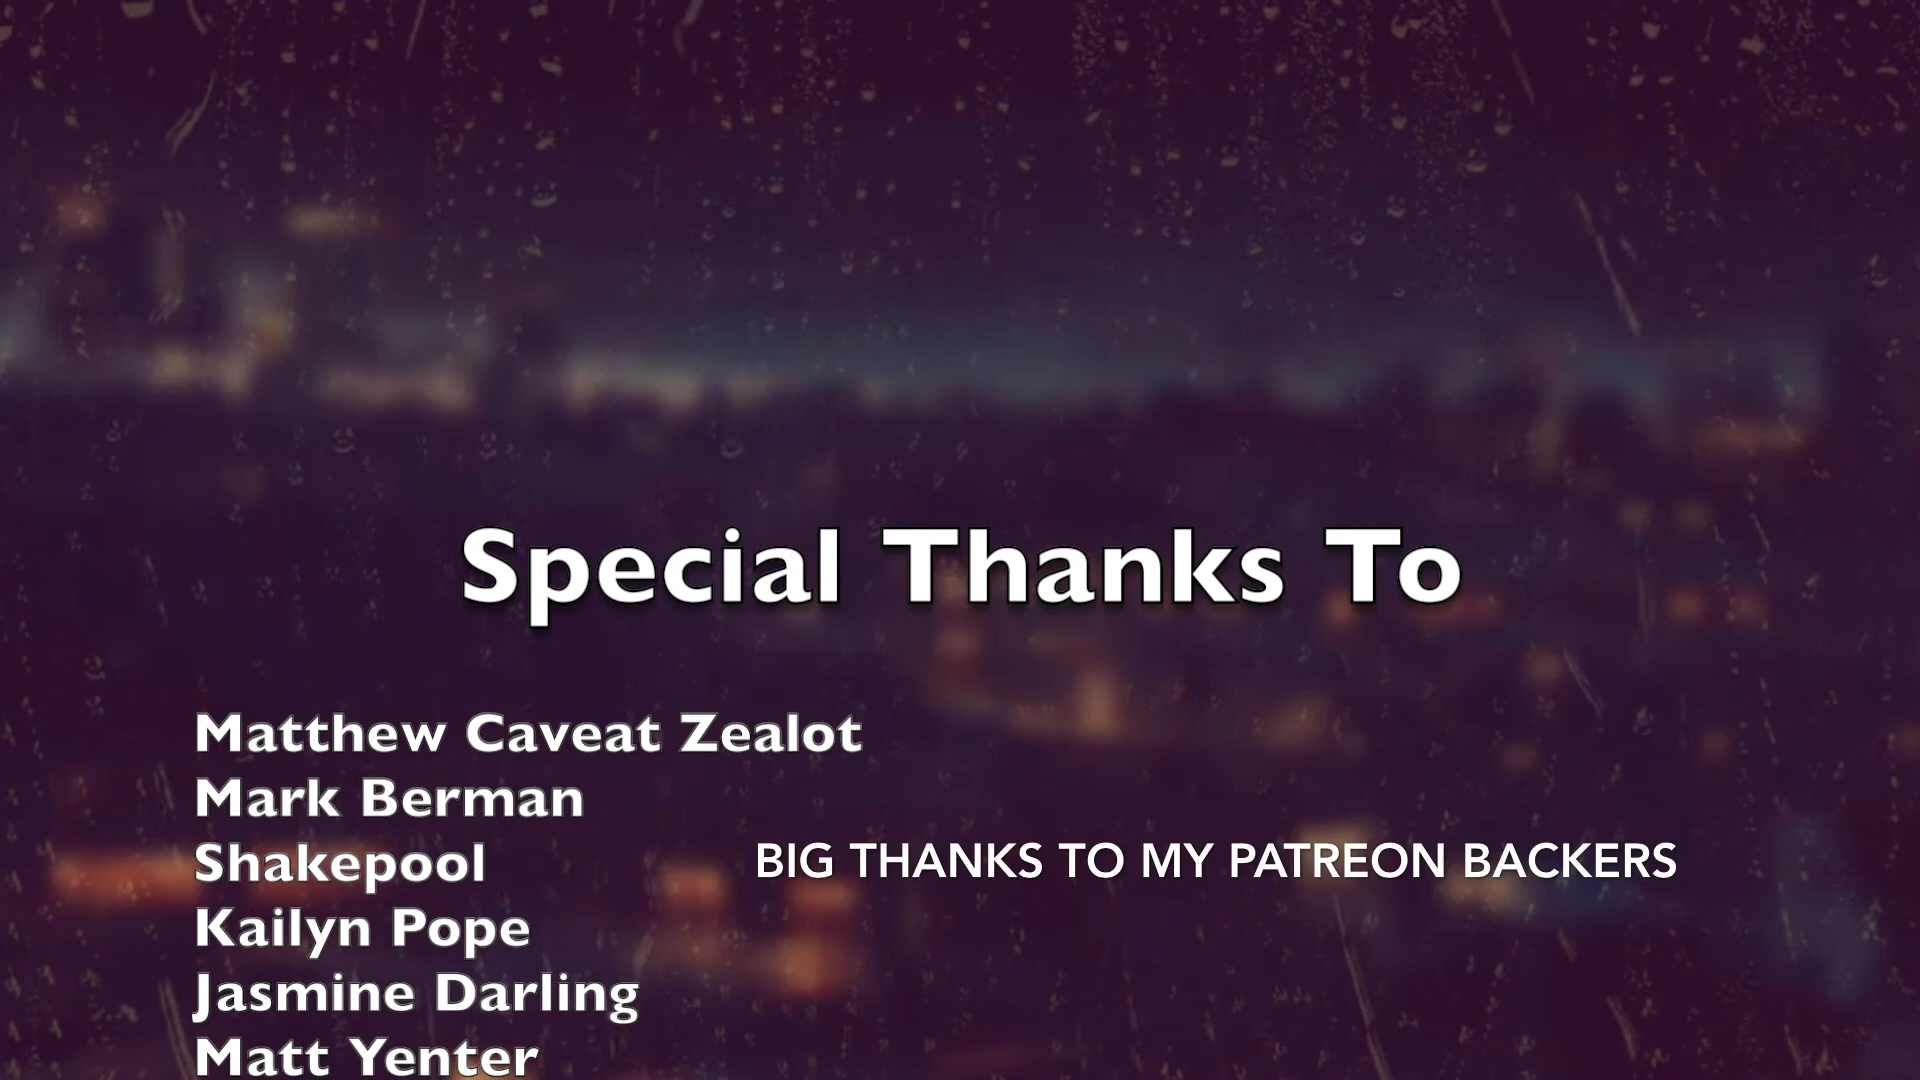 Special Thanks To
Matthew Caveat Zealot
Mark Berman
Shakepool
BIG THANKS TO MY PATREON BACKERS
Kailyn Pope
Jasmine Darling
Matt Yenter